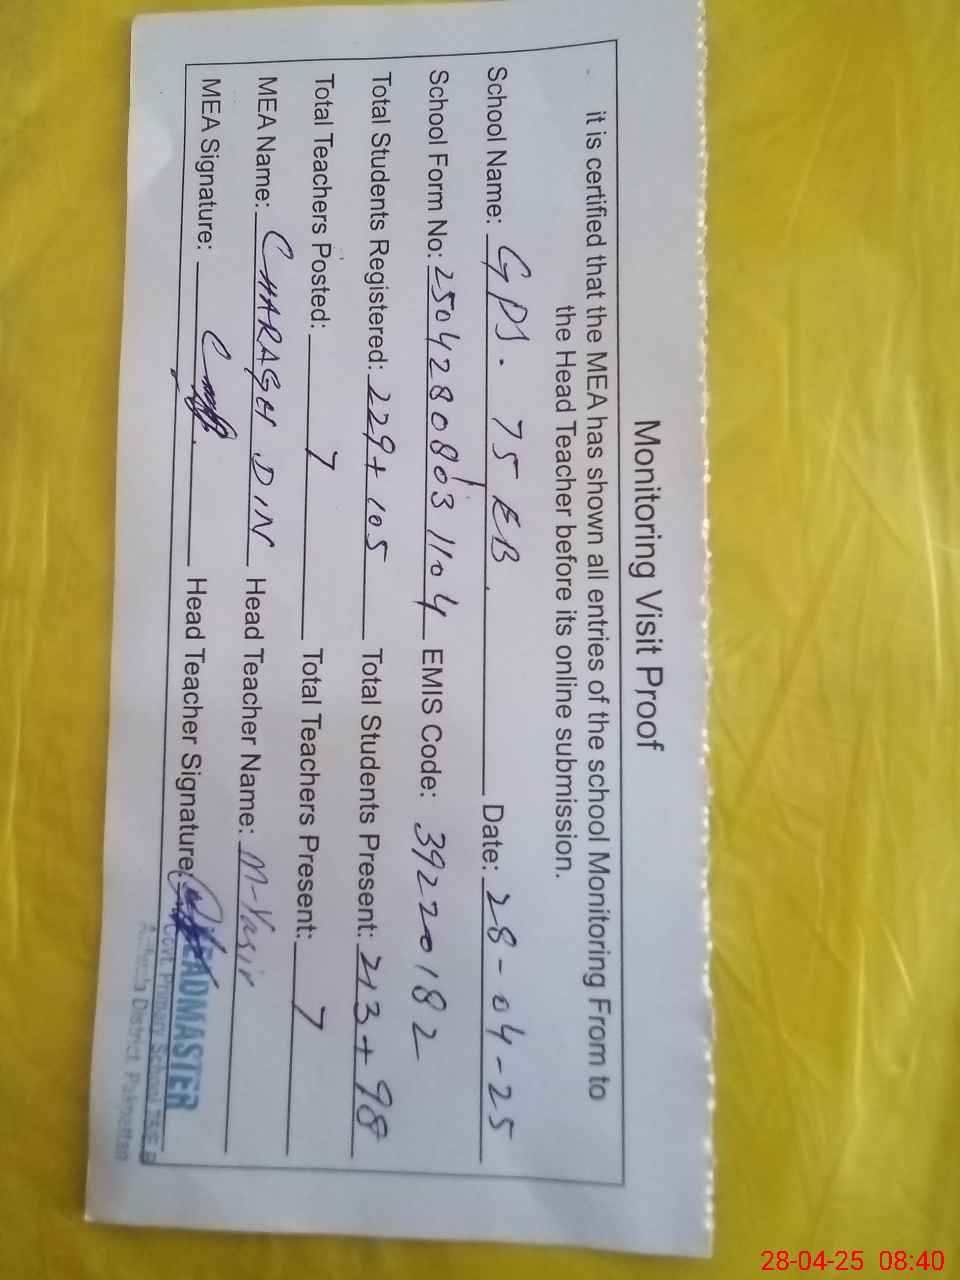 Monitoring Visit Proof
it is certified that the MEA has shown all entries of the school Monitoring From to
the Head Teacher before its online submission.
School Name: GPS. 75 EB. Date: 28-04-25
School Form No: 25042808031104 EMIS Code: 39220182
Total Students Registered: 229+105 Total Students Present: 213+98
Total Teachers Posted: 7 Total Teachers Present: 7
MEA Name: CHARAGH DIN Head Teacher Name: M-Yasir
MEA Signature: Head Teacher Signature:
HEADMASTER
Govt Primary School 75/E.B
District Pakpattan
28-04-25 08:40